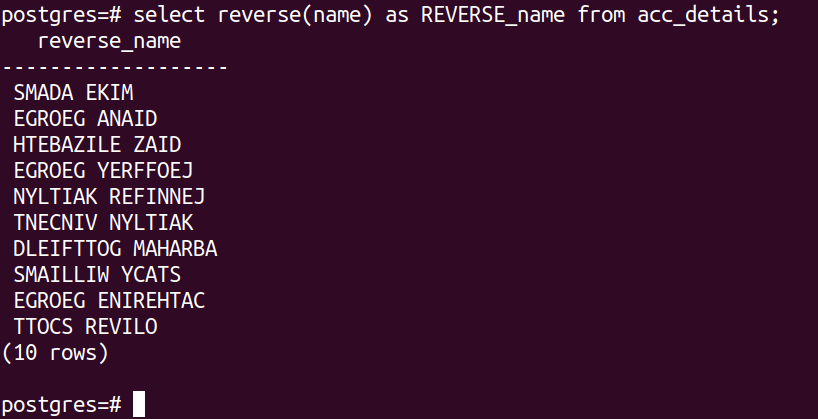 postgres=# select reverse(name) as REVERSE_name from acc_details;
reverse_name
-------------------
SMADA EKIM
EGROEG ANAID
HTEBAZILE ZAID
EGROEG YERFFOEJ
NYLTIAK REFINNEJ
TNECNIV NYLTIAK
DLEIFTTOG MAHARBA
SMAILLIW YCATS
EGROEG ENIREHTAC
TTOCS REVILO
(10 rows)
postgres=#